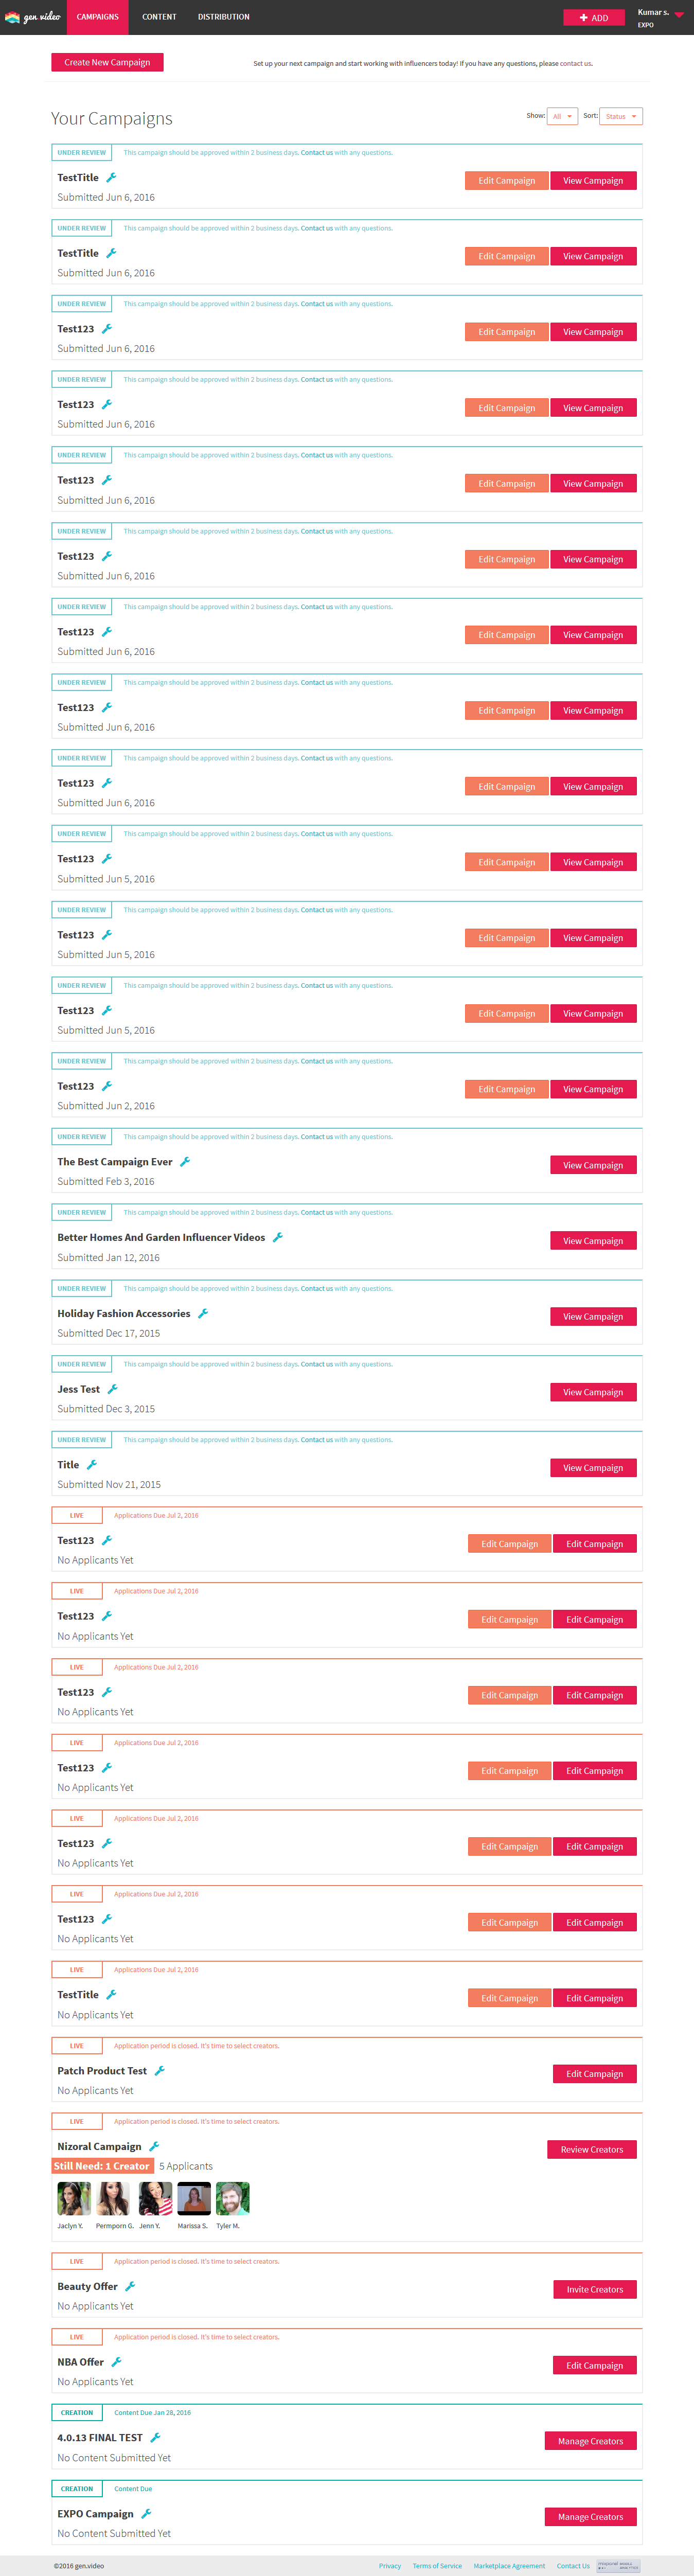 gen.video CAMPAIGNS CONTENT DISTRIBUTION ADD Kumar s.
EXPO
Create New Campaign Set up your next campaign and start working with influencers today! If you have any questions, please contact us.
Your Campaigns Show: All Sort: Status
UNDER REVIEW This campaign should be approved within 2 business days. Contact us with any questions.
TestTitle Edit Campaign View Campaign
Submitted Jun 6, 2016
UNDER REVIEW This campaign should be approved within 2 business days. Contact us with any questions.
TestTitle Edit Campaign View Campaign
Submitted Jun 6, 2016
UNDER REVIEW This campaign should be approved within 2 business days. Contact us with any questions.
Test123 Edit Campaign View Campaign
Submitted Jun 6, 2016
UNDER REVIEW This campaign should be approved within 2 business days. Contact us with any questions.
Test123 Edit Campaign View Campaign
Submitted Jun 6, 2016
UNDER REVIEW This campaign should be approved within 2 business days. Contact us with any questions.
Test123 Edit Campaign View Campaign
Submitted Jun 6, 2016
UNDER REVIEW This campaign should be approved within 2 business days. Contact us with any questions.
Test123 Edit Campaign View Campaign
Submitted Jun 6, 2016
UNDER REVIEW This campaign should be approved within 2 business days. Contact us with any questions.
Test123 Edit Campaign View Campaign
Submitted Jun 6, 2016
UNDER REVIEW This campaign should be approved within 2 business days. Contact us with any questions.
Test123 Edit Campaign View Campaign
Submitted Jun 6, 2016
UNDER REVIEW This campaign should be approved within 2 business days. Contact us with any questions.
Test123 Edit Campaign View Campaign
Submitted Jun 6, 2016
UNDER REVIEW This campaign should be approved within 2 business days. Contact us with any questions.
Test123 Edit Campaign View Campaign
Submitted Jun 5, 2016
UNDER REVIEW This campaign should be approved within 2 business days. Contact us with any questions.
Test123 Edit Campaign View Campaign
Submitted Jun 5, 2016
UNDER REVIEW This campaign should be approved within 2 business days. Contact us with any questions.
Test123 Edit Campaign View Campaign
Submitted Jun 5, 2016
UNDER REVIEW This campaign should be approved within 2 business days. Contact us with any questions.
Test123 Edit Campaign View Campaign
Submitted Jun 2, 2016
UNDER REVIEW This campaign should be approved within 2 business days. Contact us with any questions.
The Best Campaign Ever View Campaign
Submitted Feb 3, 2016
UNDER REVIEW This campaign should be approved within 2 business days. Contact us with any questions.
Better Homes And Garden Influencer Videos View Campaign
Submitted Jan 12, 2016
UNDER REVIEW This campaign should be approved within 2 business days. Contact us with any questions.
Holiday Fashion Accessories View Campaign
Submitted Dec 17, 2015
UNDER REVIEW This campaign should be approved within 2 business days. Contact us with any questions.
Jess Test View Campaign
Submitted Dec 3, 2015
UNDER REVIEW This campaign should be approved within 2 business days. Contact us with any questions.
Title View Campaign
Submitted Nov 21, 2015
LIVE Applications Due Jul 2, 2016
Test123 Edit Campaign Edit Campaign
No Applicants Yet
LIVE Applications Due Jul 2, 2016
Test123 Edit Campaign Edit Campaign
No Applicants Yet
LIVE Applications Due Jul 2, 2016
Test123 Edit Campaign Edit Campaign
No Applicants Yet
LIVE Applications Due Jul 2, 2016
Test123 Edit Campaign Edit Campaign
No Applicants Yet
LIVE Applications Due Jul 2, 2016
Test123 Edit Campaign Edit Campaign
No Applicants Yet
LIVE Applications Due Jul 2, 2016
Test123 Edit Campaign Edit Campaign
No Applicants Yet
LIVE Applications Due Jul 2, 2016
TestTitle Edit Campaign Edit Campaign
No Applicants Yet
LIVE Application period is closed. It's time to select creators.
Patch Product Test Edit Campaign
No Applicants Yet
LIVE Application period is closed. It's time to select creators.
Nizoral Campaign Review Creators
Still Need: 1 Creator 5 Applicants
Jaclyn Y. Permporn G. Jenn Y. Marissa S. Tyler M.
LIVE Application period is closed. It's time to select creators.
Beauty Offer Invite Creators
No Applicants Yet
LIVE Application period is closed. It's time to select creators.
NBA Offer Edit Campaign
No Applicants Yet
CREATION Content Due Jan 28, 2016
4.0.13 FINAL TEST Manage Creators
No Content Submitted Yet
CREATION Content Due
EXPO Campaign Manage Creators
No Content Submitted Yet
©2016 gen.video Privacy Terms of Service Marketplace Agreement Contact Us